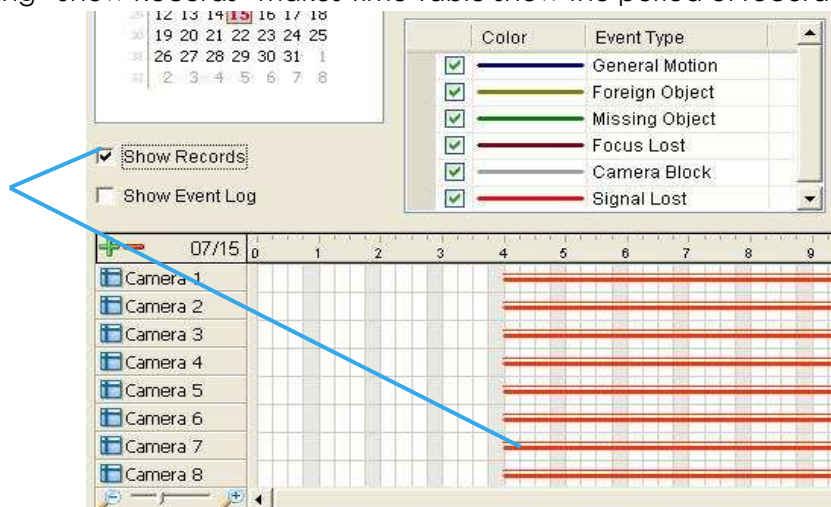 12 13 14 15 16 17 18
30 19 20 21 22 23 24 25
31 26 27 28 29 30 31 1
32 2 3 4 5 6 7 8
Color Event Type
General Motion
Foreign Object
Missing Object
Focus Lost
Camera Block
Signal Lost
Show Records
Show Event Log
07/15 0 1 2 3 4 5 6 7 8 9
Camera 1
Camera 2
Camera 3
Camera 4
Camera 5
Camera 6
Camera 7
Camera 8